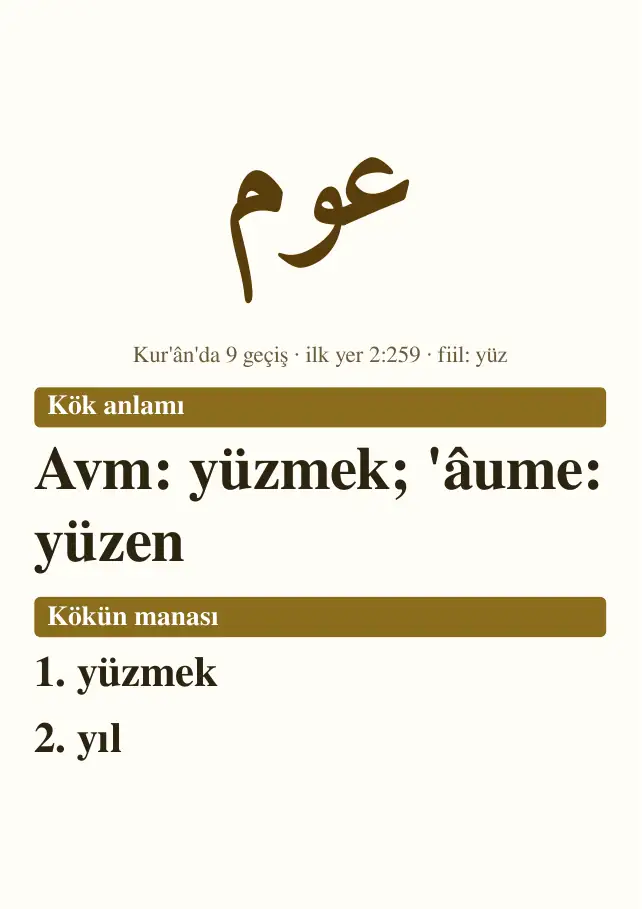 عوم
Kur'ân'da 9 geçiş · ilk yer 2:259 · fiil: yüz
Kök anlamı
Avm: yüzmek; 'âume:
yüzen
Kökün manası
1. yüzmek
2. yıl